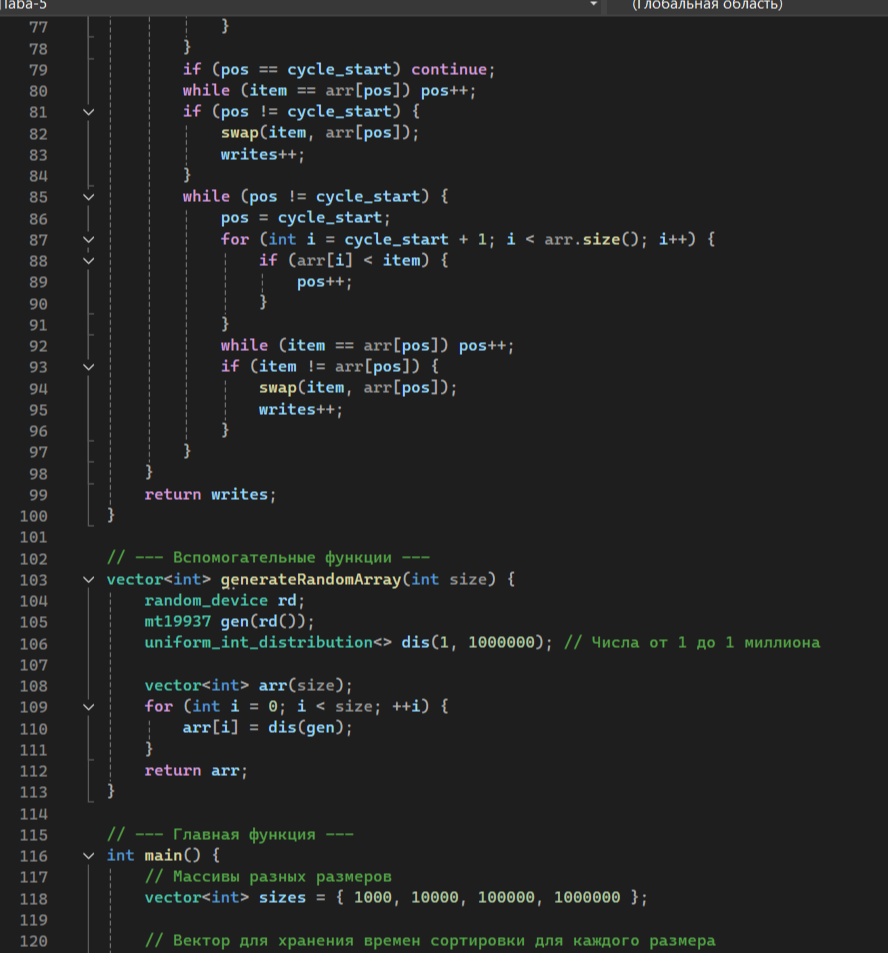 Лаба-5 (Глобальная область)
77 }
78 }
79 if (pos == cycle_start) continue;
80 while (item == arr[pos]) pos++;
81 if (pos != cycle_start) {
82 swap(item, arr[pos]);
83 writes++;
84 }
85 while (pos != cycle_start) {
86 pos = cycle_start;
87 for (int i = cycle_start + 1; i < arr.size(); i++) {
88 if (arr[i] < item) {
89 pos++;
90 }
91 }
92 while (item == arr[pos]) pos++;
93 if (item != arr[pos]) {
94 swap(item, arr[pos]);
95 writes++;
96 }
97 }
98 }
99 return writes;
100 }
101
102 // --- Вспомогательные функции ---
103 vector<int> generateRandomArray(int size) {
104 random_device rd;
105 mt19937 gen(rd());
106 uniform_int_distribution<> dis(1, 1000000); // Числа от 1 до 1 миллиона
107
108 vector<int> arr(size);
109 for (int i = 0; i < size; ++i) {
110 arr[i] = dis(gen);
111 }
112 return arr;
113 }
114
115 // --- Главная функция ---
116 int main() {
117 // Массивы разных размеров
118 vector<int> sizes = { 1000, 10000, 100000, 1000000 };
119
120 // Вектор для хранения времен сортировки для каждого размера